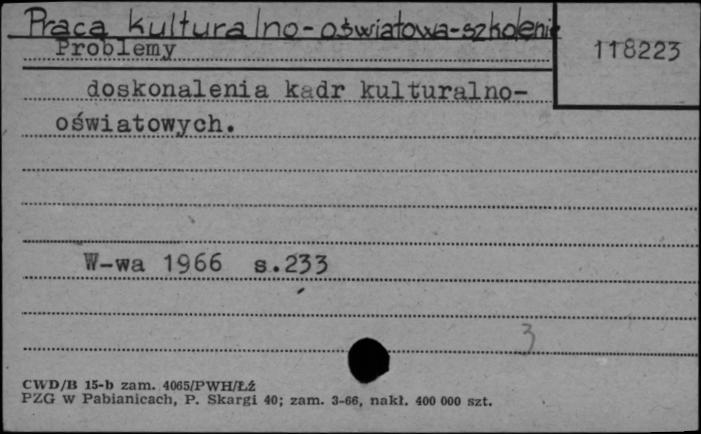 Praca kulturalno-oświatowa-szkolenie
Problemy
118223
doskonalenia kadr kulturalno-
oświatowych.
W-wa 1966 s.233
3
CWD/B 15-b zam. 4065/PWH/Łź
PZG w Pabianicach, P. Skargi 40; zam. 3-66, nakł. 400 000 szt.